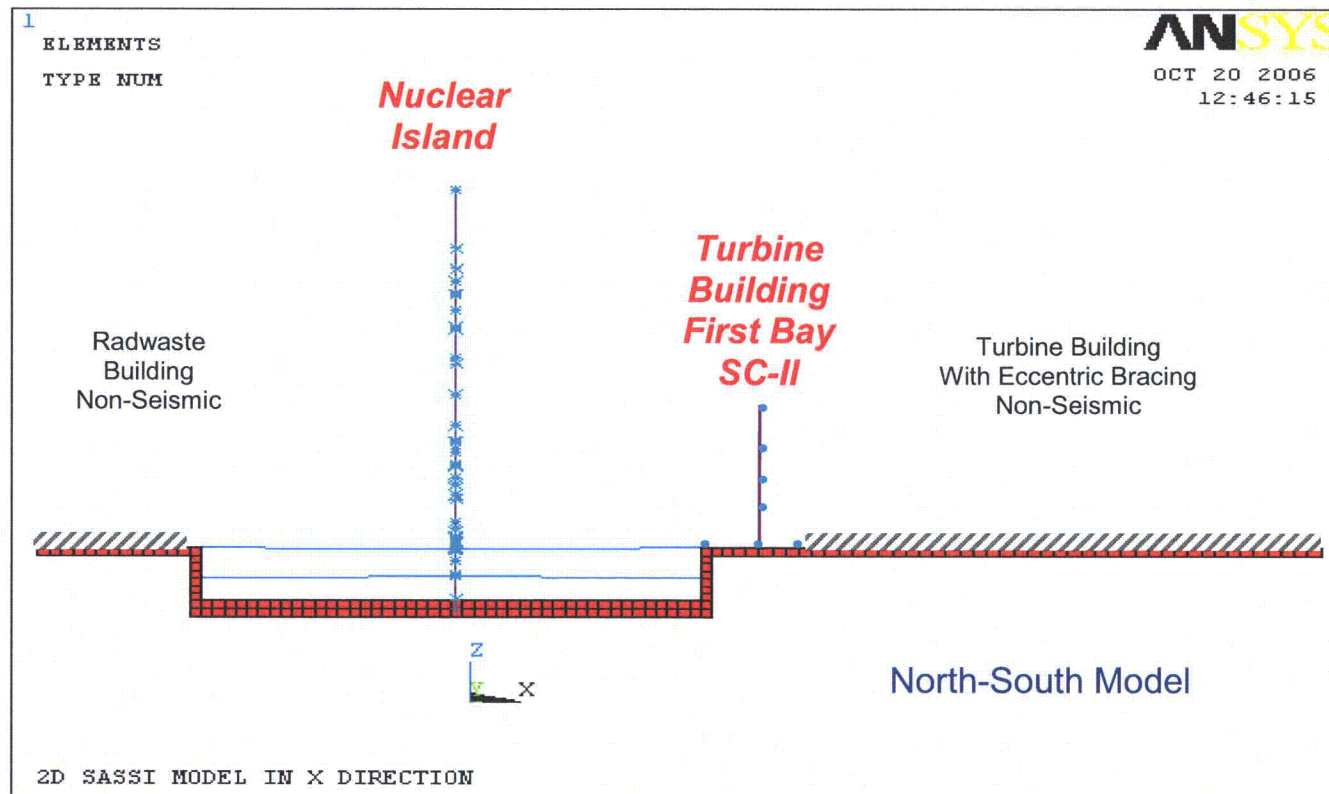 1
ELEMENTS
TYPE NUM
ANSYS
OCT 20 2006
12:46:15
Nuclear
Island
Turbine
Building
First Bay
SC-II
Radwaste
Building
Non-Seismic
Turbine Building
With Eccentric Bracing
Non-Seismic
Z
Y
X
North-South Model
2D SASSI MODEL IN X DIRECTION